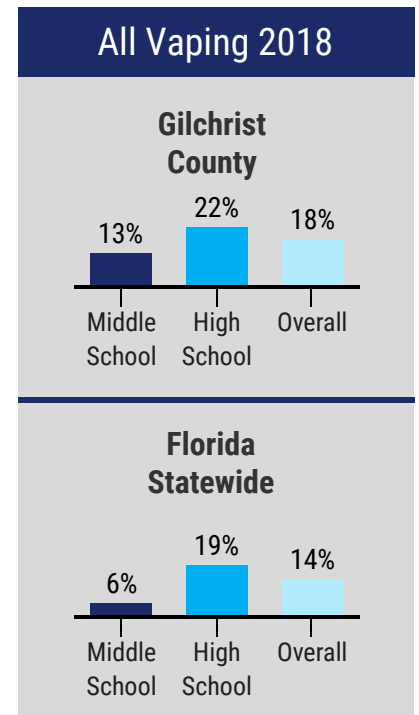 All Vaping 2018
Gilchrist
County
13%
22%
18%
Middle
School
High
School
Overall
Florida
Statewide
6%
19%
14%
Middle
School
High
School
Overall